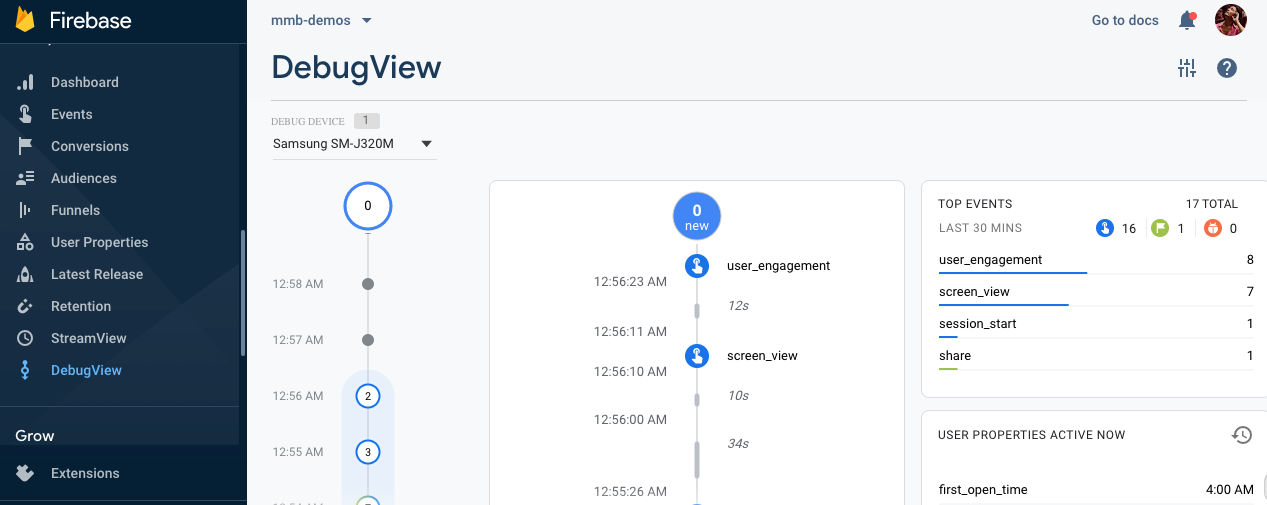 Firebase
Dashboard
Events
Conversions
Audiences
Funnels
User Properties
Latest Release
Retention
StreamView
DebugView
Grow
Extensions
mmb-demos
Go to docs
DebugView
DEBUG DEVICE 1
Samsung SM-J320M
0
12:58 AM
12:57 AM
12:56 AM 2
12:55 AM 3
0
new
user_engagement
12:56:23 AM
12s
12:56:11 AM
screen_view
12:56:10 AM
10s
12:56:00 AM
34s
12:55:26 AM
TOP EVENTS 17 TOTAL
LAST 30 MINS 16 1 0
user_engagement 8
screen_view 7
session_start 1
share 1
USER PROPERTIES ACTIVE NOW
first_open_time 4:00 AM